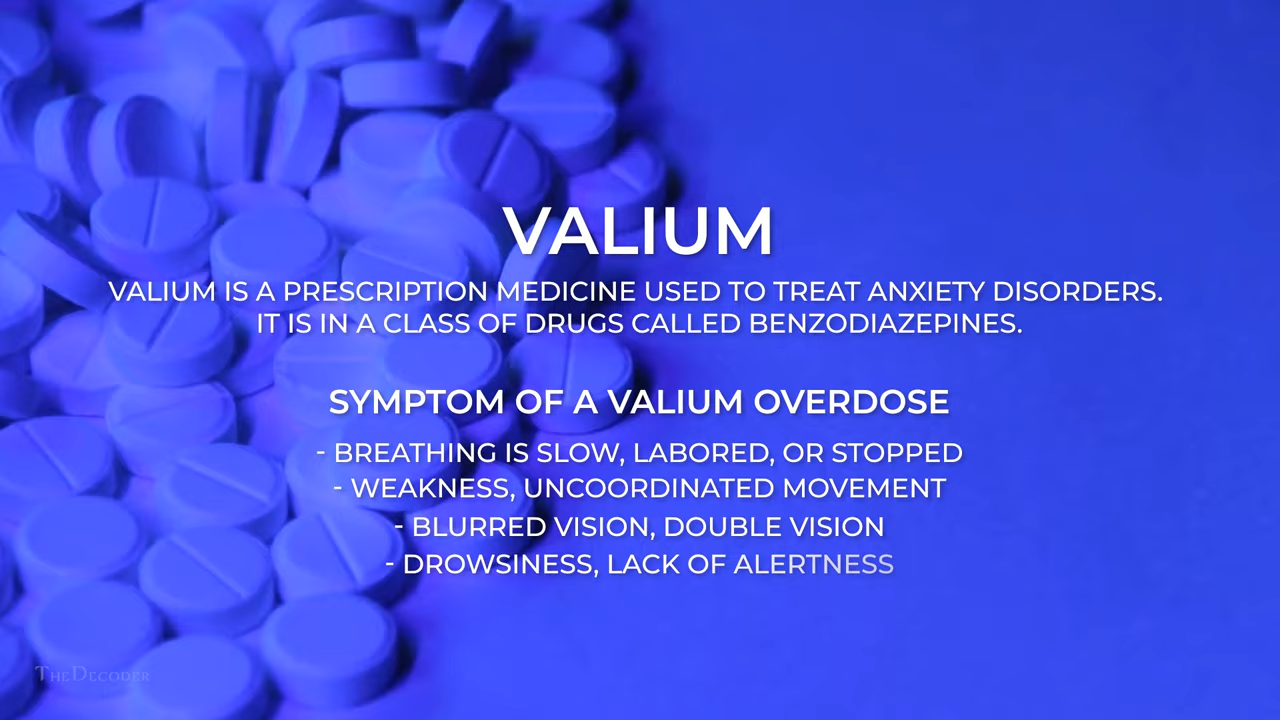 VALIUM
VALIUM IS A PRESCRIPTION MEDICINE USED TO TREAT ANXIETY DISORDERS.
IT IS IN A CLASS OF DRUGS CALLED BENZODIAZEPINES.
SYMPTOM OF A VALIUM OVERDOSE
- BREATHING IS SLOW, LABORED, OR STOPPED
- WEAKNESS, UNCOORDINATED MOVEMENT
- BLURRED VISION, DOUBLE VISION
- DROWSINESS, LACK OF ALERTNESS
THEDECODER